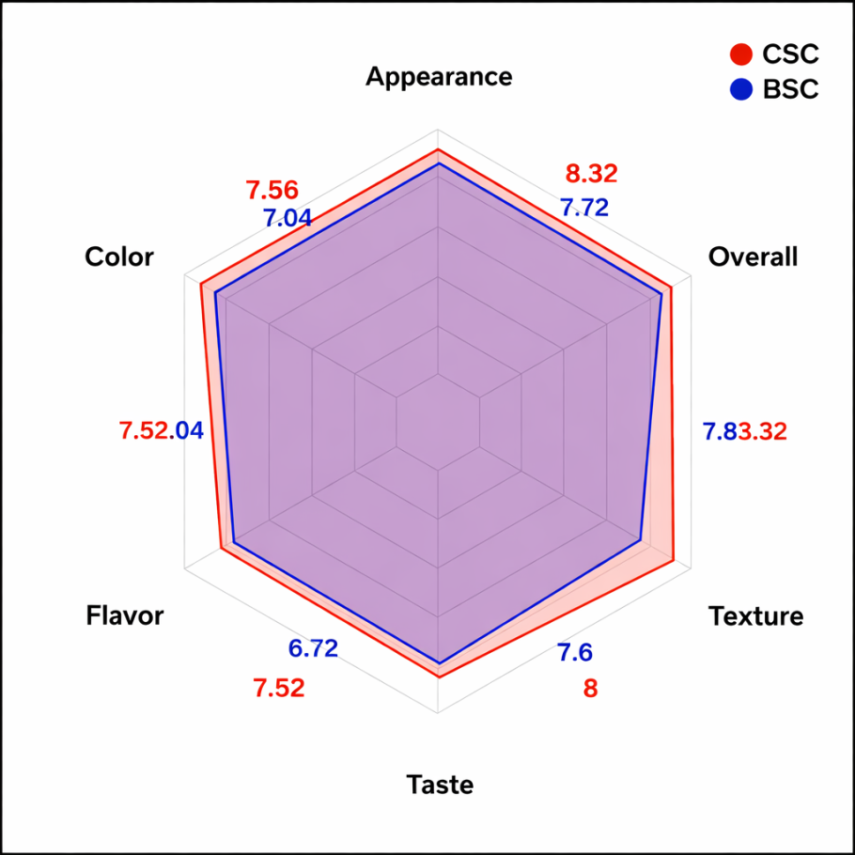 CSC
BSC
Appearance
7.56
8.32
7.04
7.72
Color
Overall
7.52.04
7.83.32
Flavor
Texture
6.72
7.6
7.52
8
Taste